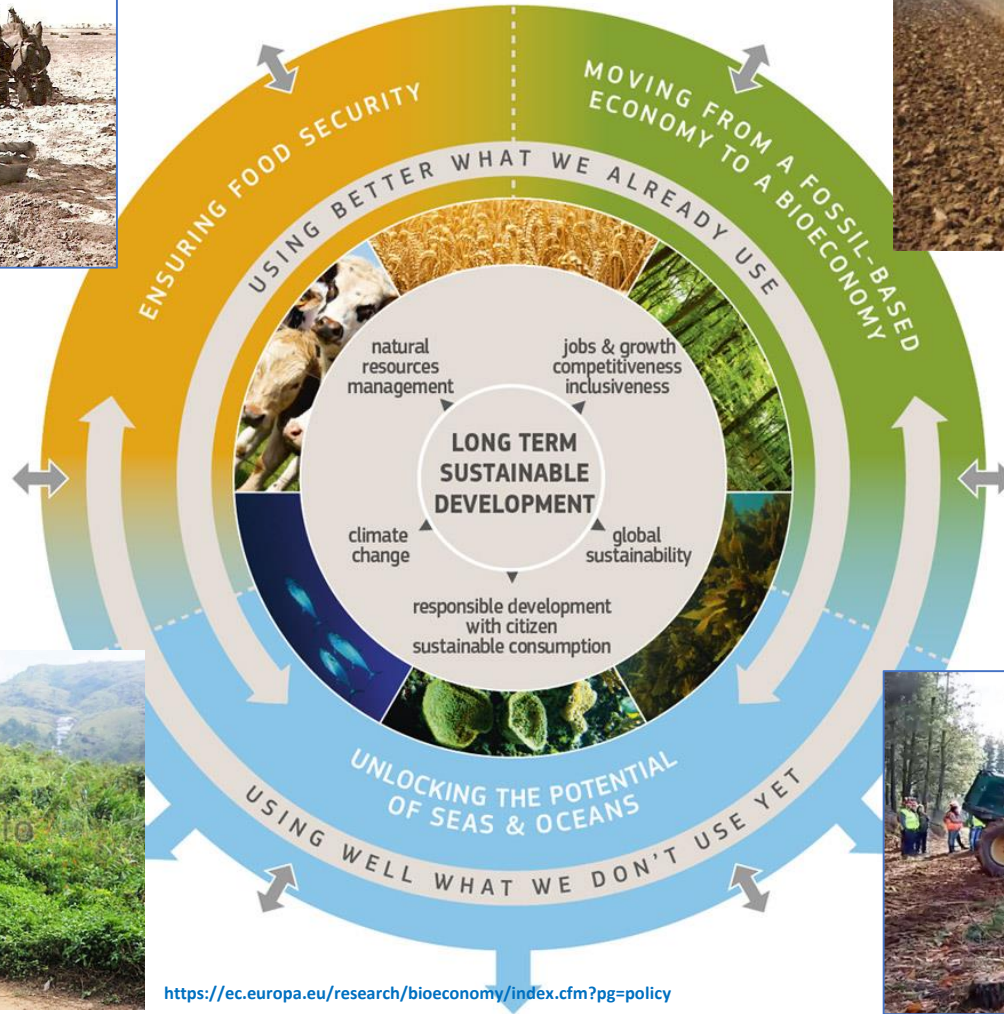 ENSURING FOOD SECURITY
MOVING FROM A FOSSIL-BASED
ECONOMY TO A BIOECONOMY
USING BETTER WHAT WE ALREADY USE
natural
resources
management
jobs & growth
competitiveness
inclusiveness
LONG TERM
SUSTAINABLE
DEVELOPMENT
climate
change
global
sustainability
responsible development
with citizen
sustainable consumption
UNLOCKING THE POTENTIAL
OF SEAS & OCEANS
USING WELL WHAT WE DON'T USE YET
https://ec.europa.eu/research/bioeconomy/index.cfm?pg=policy